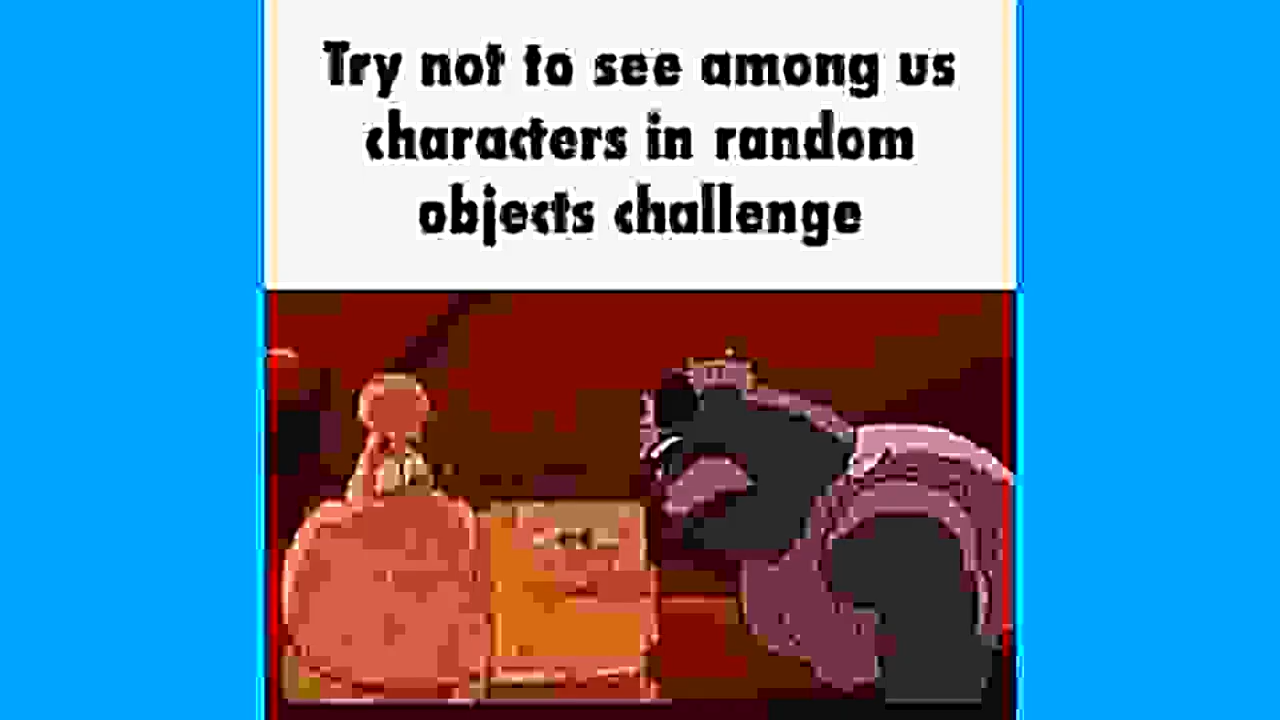 Try not to see among us
characters in random
objects challenge